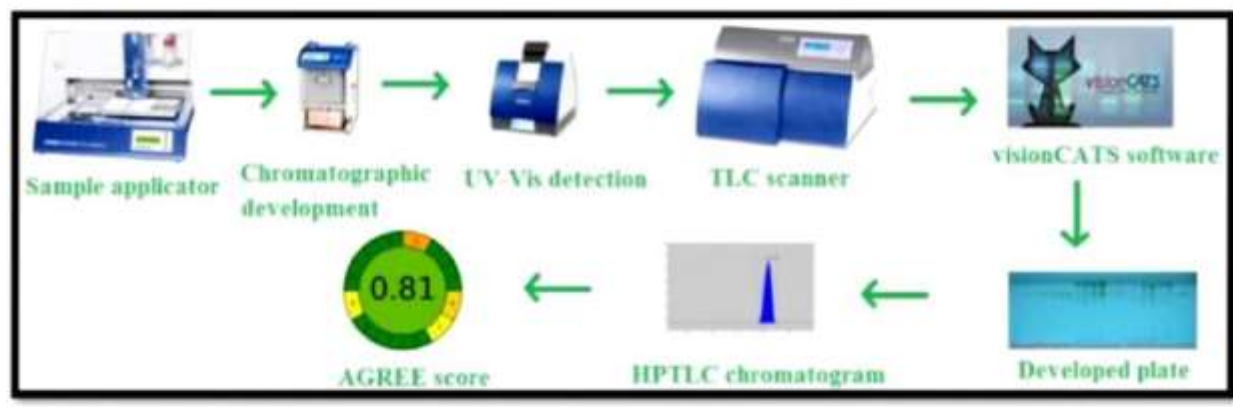 visionCATS
Sample applicator
Chromatographic
development
UV-Vis detection
TLC scanner
visionCATS software
0.81
AGREE score
HPTLC chromatogram
Developed plate